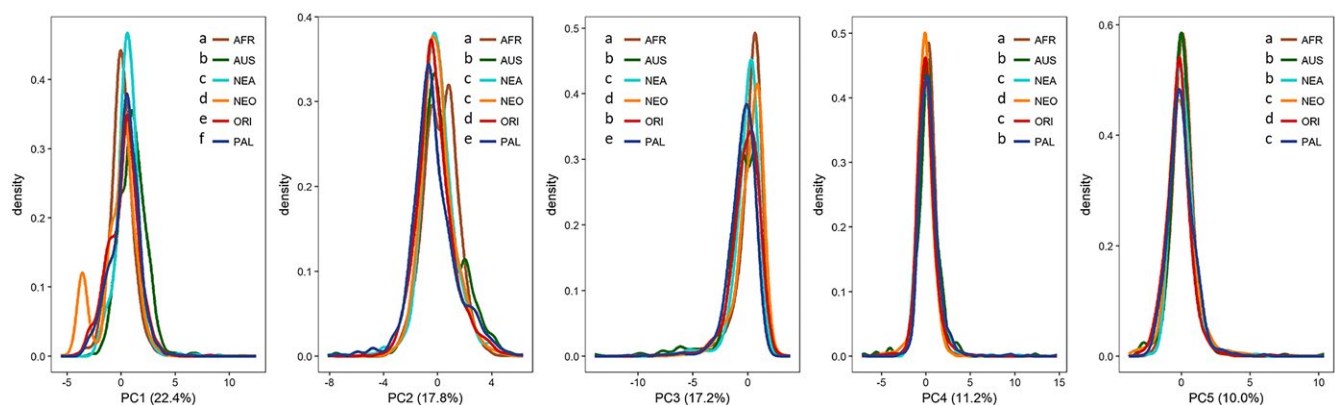 a AFR
b AUS
c NEA
d NEO
e ORI
f PAL
density
0.4
0.3
0.2
0.1
0.0
-5 0 5 10
PC1 (22.4%)
a AFR
b AUS
c NEA
c NEO
d ORI
e PAL
density
0.4
0.3
0.2
0.1
0.0
-8 -4 0 4
PC2 (17.8%)
a AFR
b AUS
c NEA
d NEO
b ORI
e PAL
density
0.5
0.4
0.3
0.2
0.1
0.0
-10 -5 0
PC3 (17.2%)
a AFR
b AUS
c NEA
d NEO
c ORI
b PAL
density
0.5
0.4
0.3
0.2
0.1
0.0
-5 0 5 10 15
PC4 (11.2%)
a AFR
b AUS
b NEA
c NEO
d ORI
c PAL
density
0.6
0.4
0.2
0.0
0 5 10
PC5 (10.0%)